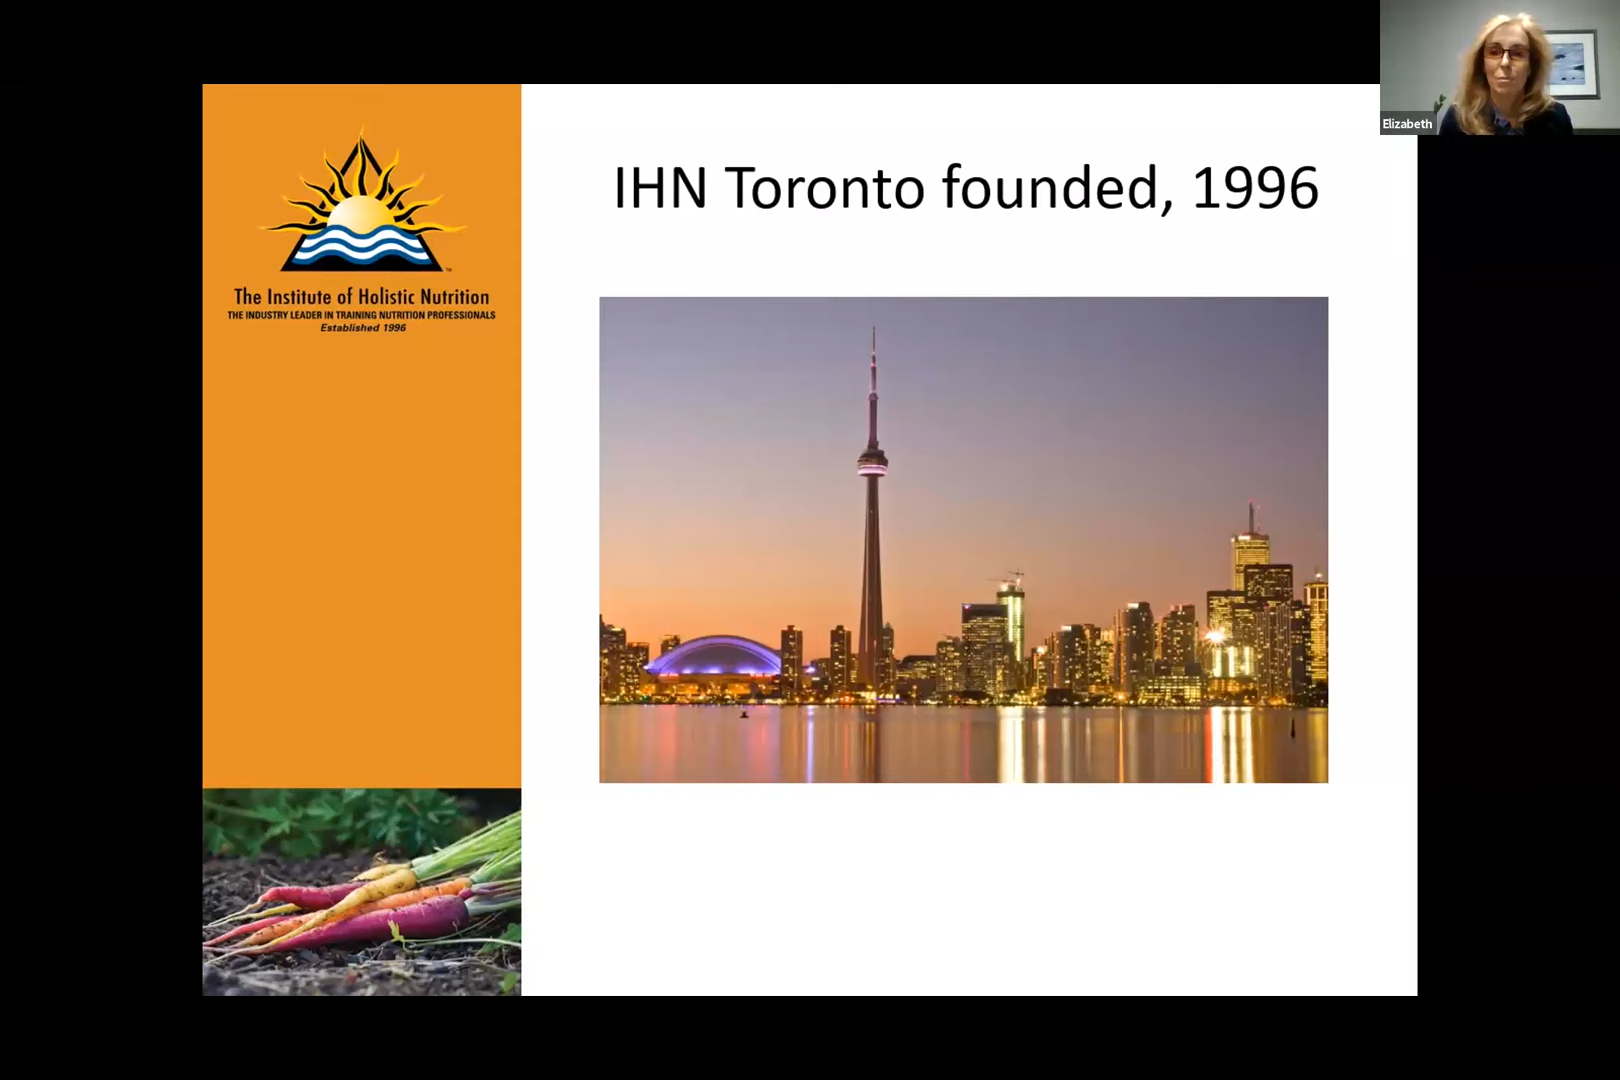 The Institute of Holistic Nutrition
THE INDUSTRY LEADER IN TRAINING NUTRITION PROFESSIONALS
Established 1996
IHN Toronto founded, 1996
Elizabeth